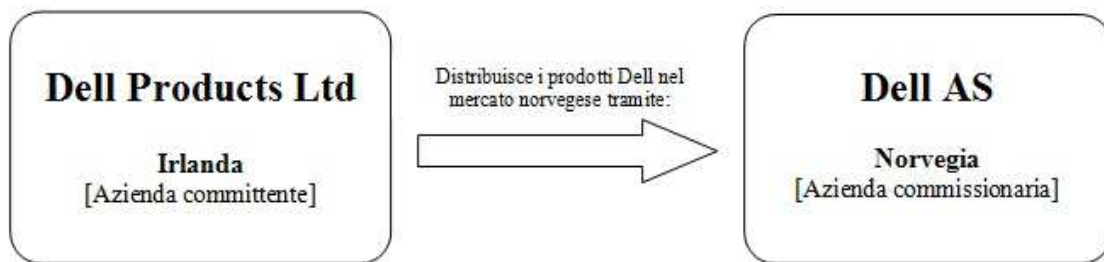 Dell Products Ltd
Irlanda
[Azienda committente]
Distribuisce i prodotti Dell nel
mercato norvegese tramite:
Dell AS
Norvegia
[Azienda commissionaria]